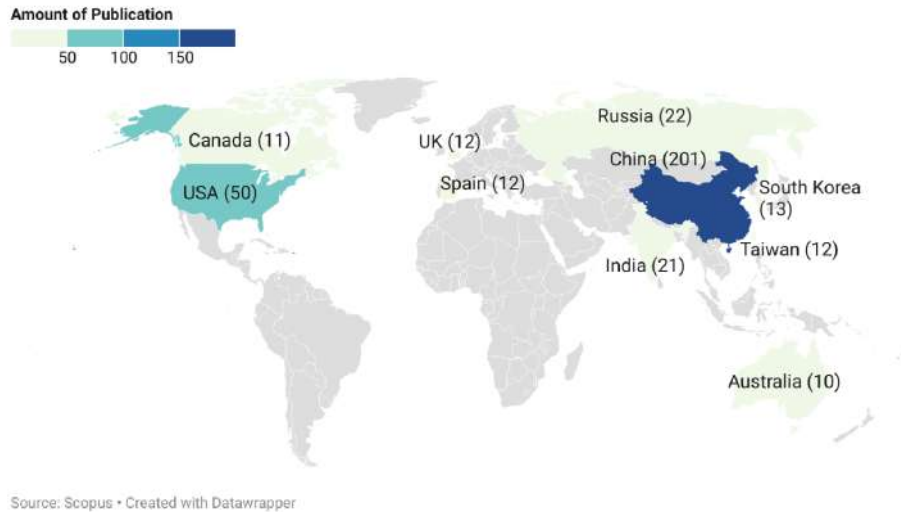 Amount of Publication
50 100 150
Russia (22)
Canada (11)
UK (12)
China (201)
Spain (12)
USA (50)
South Korea
(13)
Taiwan (12)
India (21)
Australia (10)
Source: Scopus • Created with Datawrapper